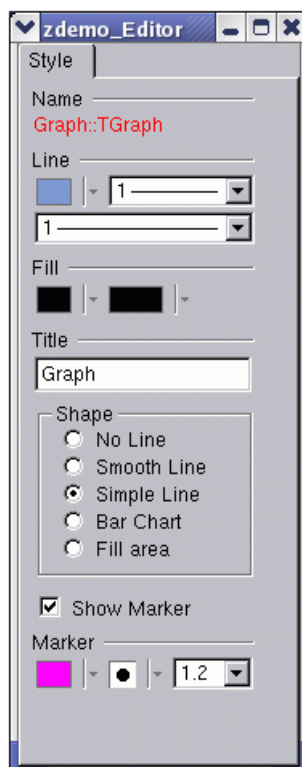 zdemo_Editor
Style
Name
Graph::TGraph
Line
1
1
Fill
Title
Graph
Shape
No Line
Smooth Line
Simple Line
Bar Chart
Fill area
Show Marker
Marker
1.2